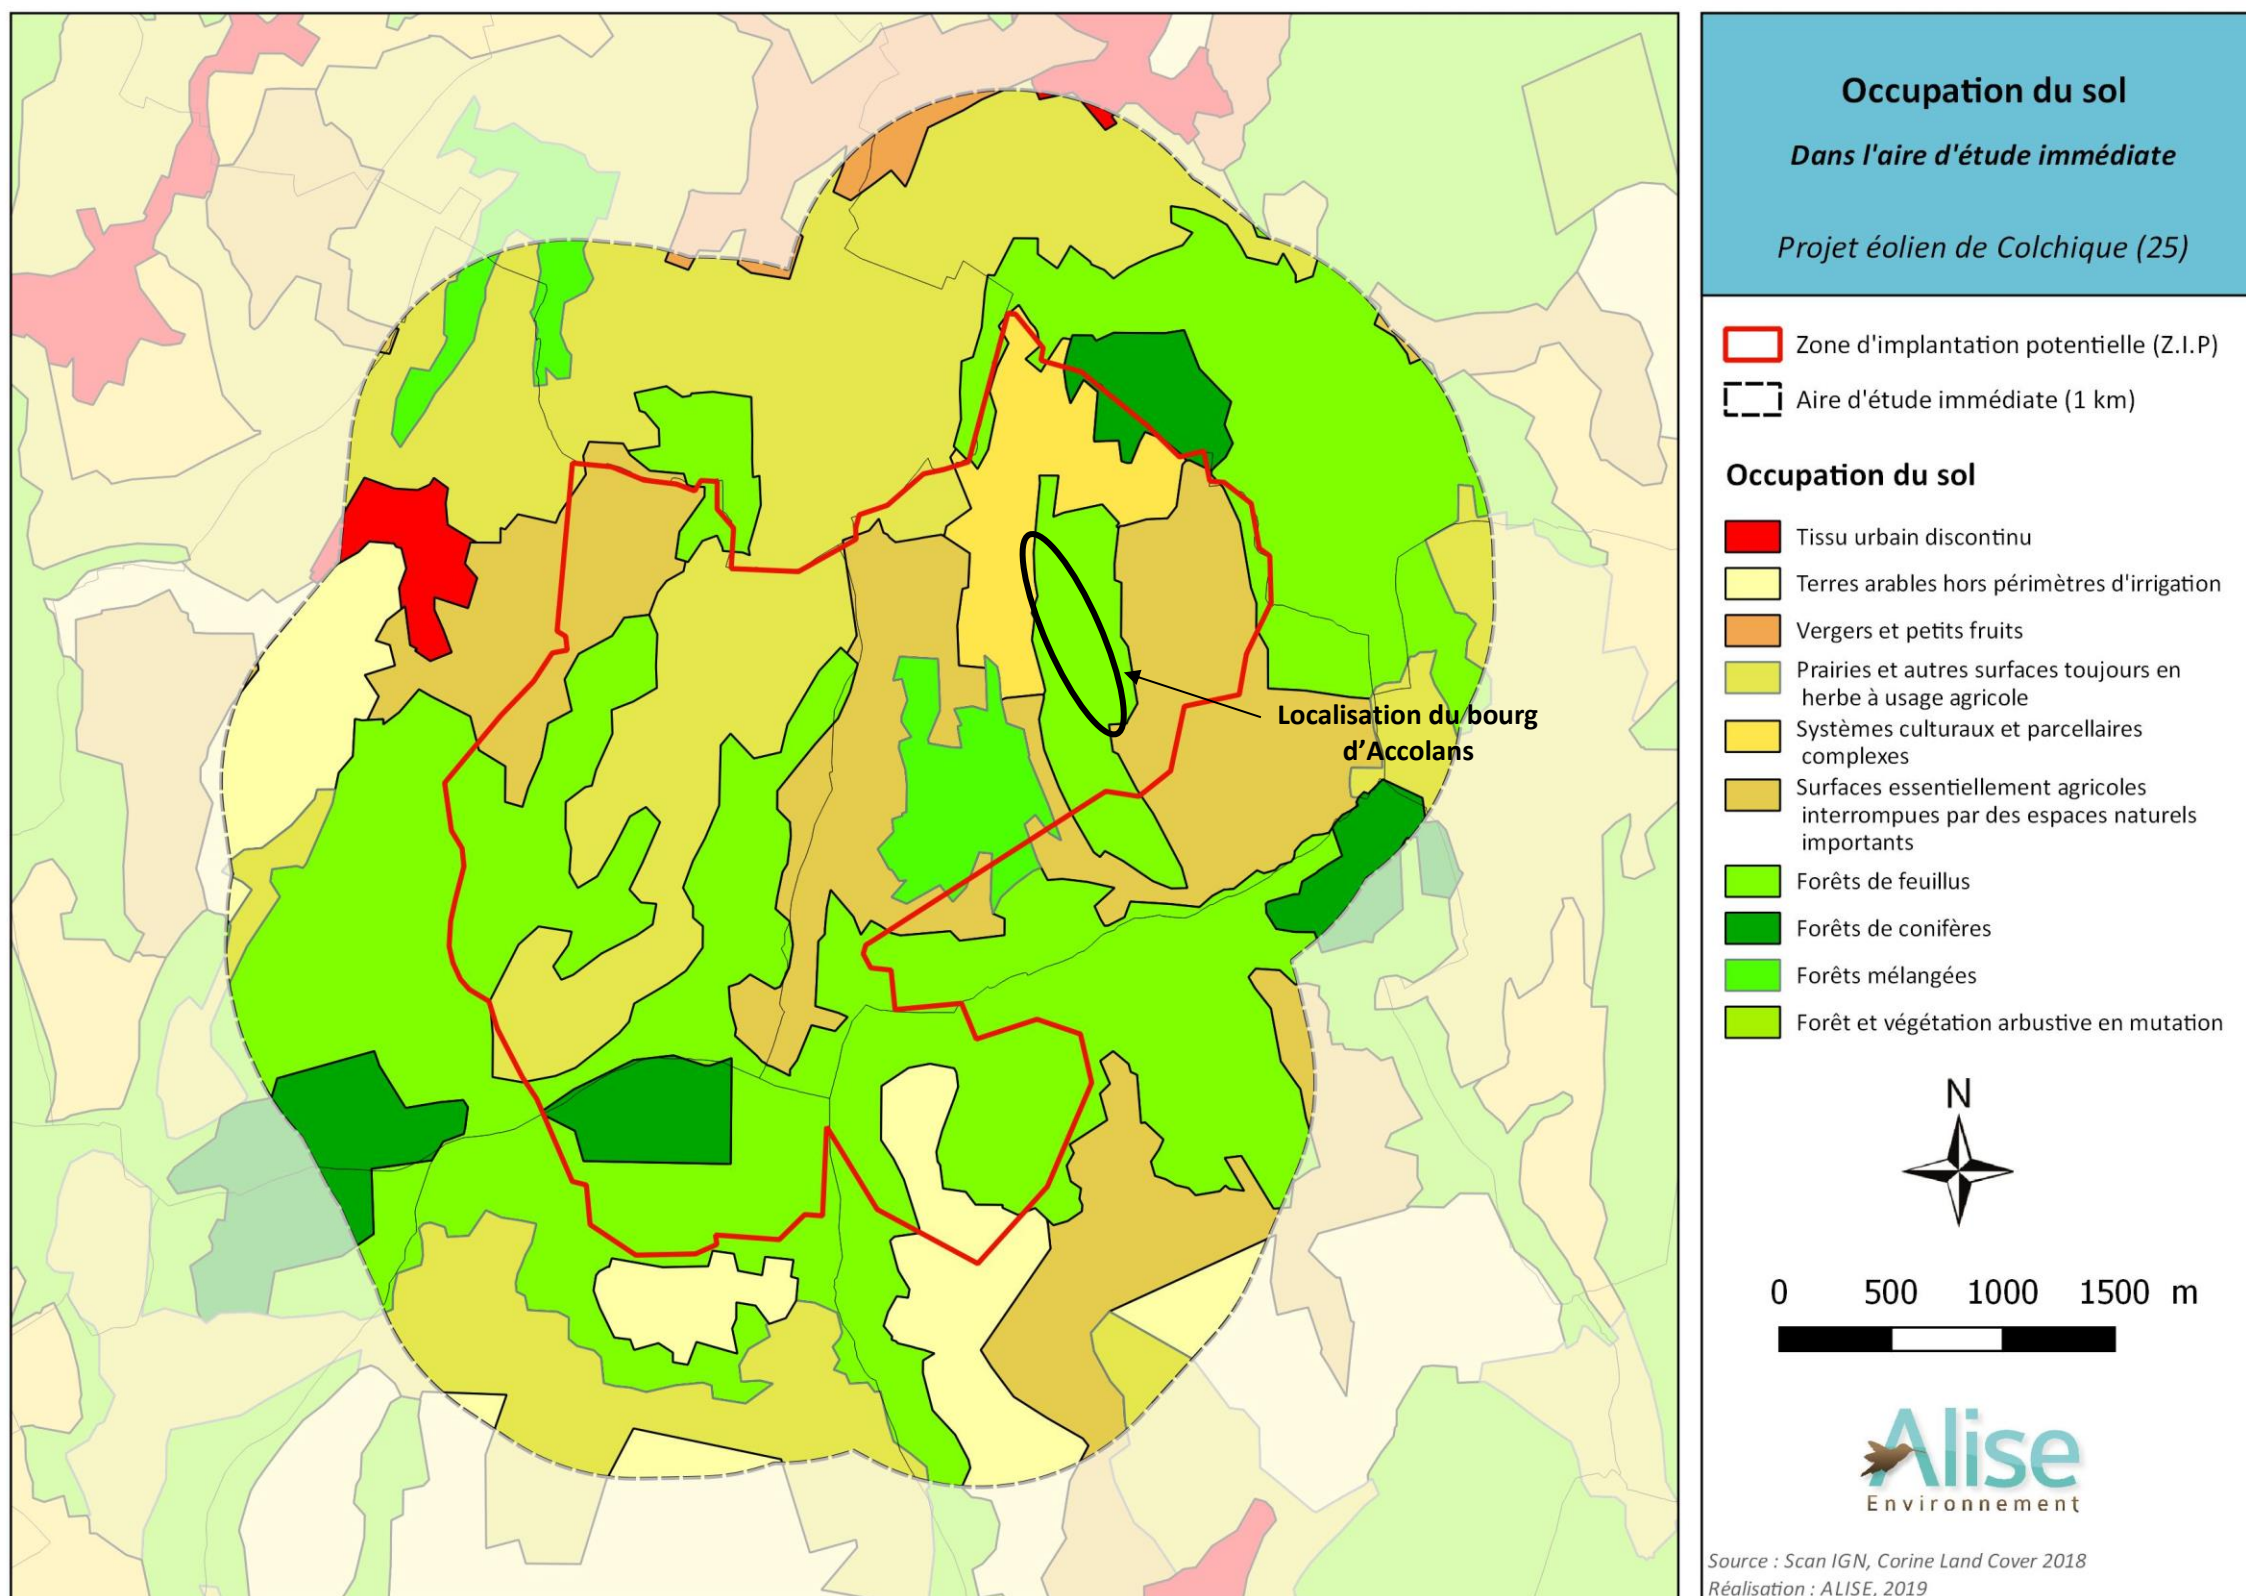 Occupation du sol
Dans l'aire d'étude immédiate
Projet éolien de Colchique (25)
Zone d'implantation potentielle (Z.I.P)
Aire d'étude immédiate (1 km)
Occupation du sol
Tissu urbain discontinu
Terres arables hors périmètres d'irrigation
Vergers et petits fruits
Prairies et autres surfaces toujours en
herbe à usage agricole
Systèmes culturaux et parcellaires
complexes
Surfaces essentiellement agricoles
interrompues par des espaces naturels
importants
Forêts de feuillus
Forêts de conifères
Forêts mélangées
Forêt et végétation arbustive en mutation
Localisation du bourg
d'Accolans
N
0 500 1000 1500 m
Alise
Environnement
Source : Scan IGN, Corine Land Cover 2018
Réalisation : ALISE, 2019